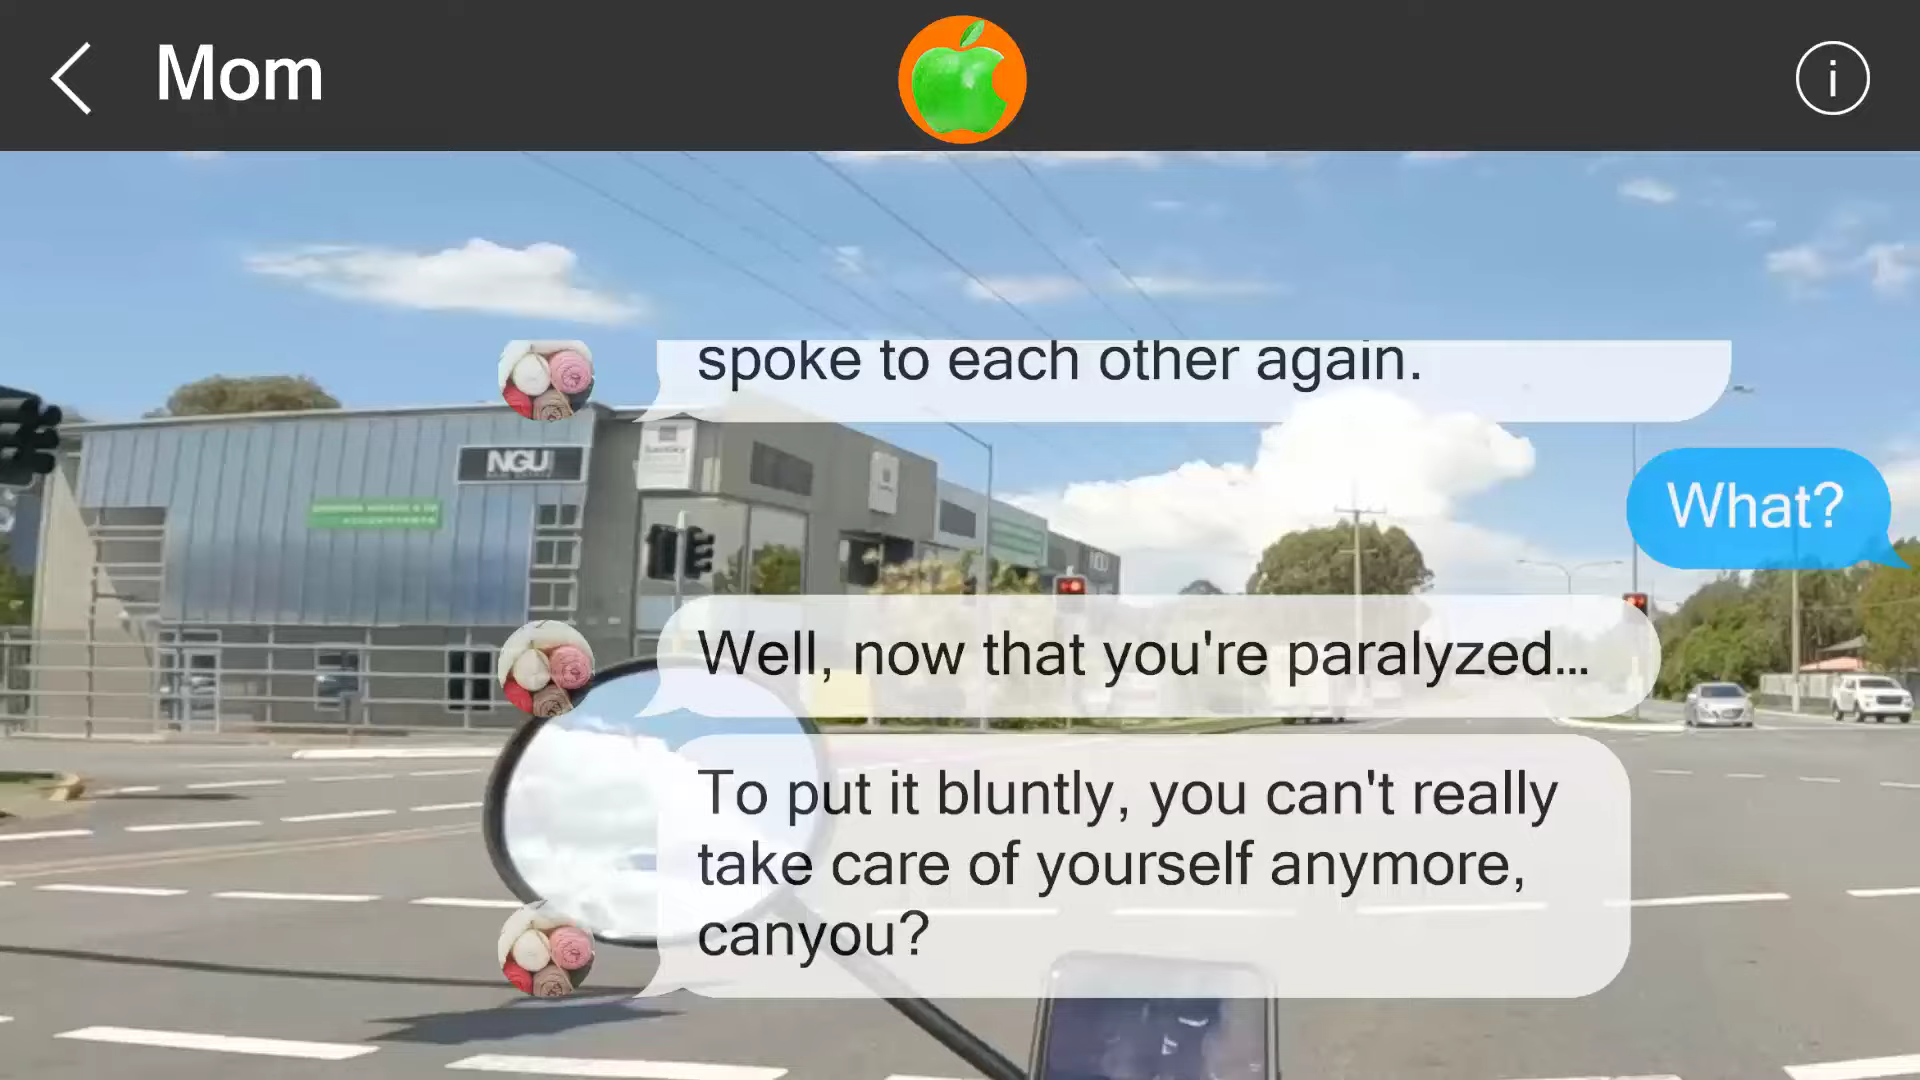 Mom
i
spoke to each other again.
What?
NGU
NGU
Well, now that you're paralyzed...
To put it bluntly, you can't really
take care of yourself anymore,
canyou?